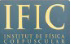 IFIC
INSTITUT DE FÍSICA
CORPUSCULAR